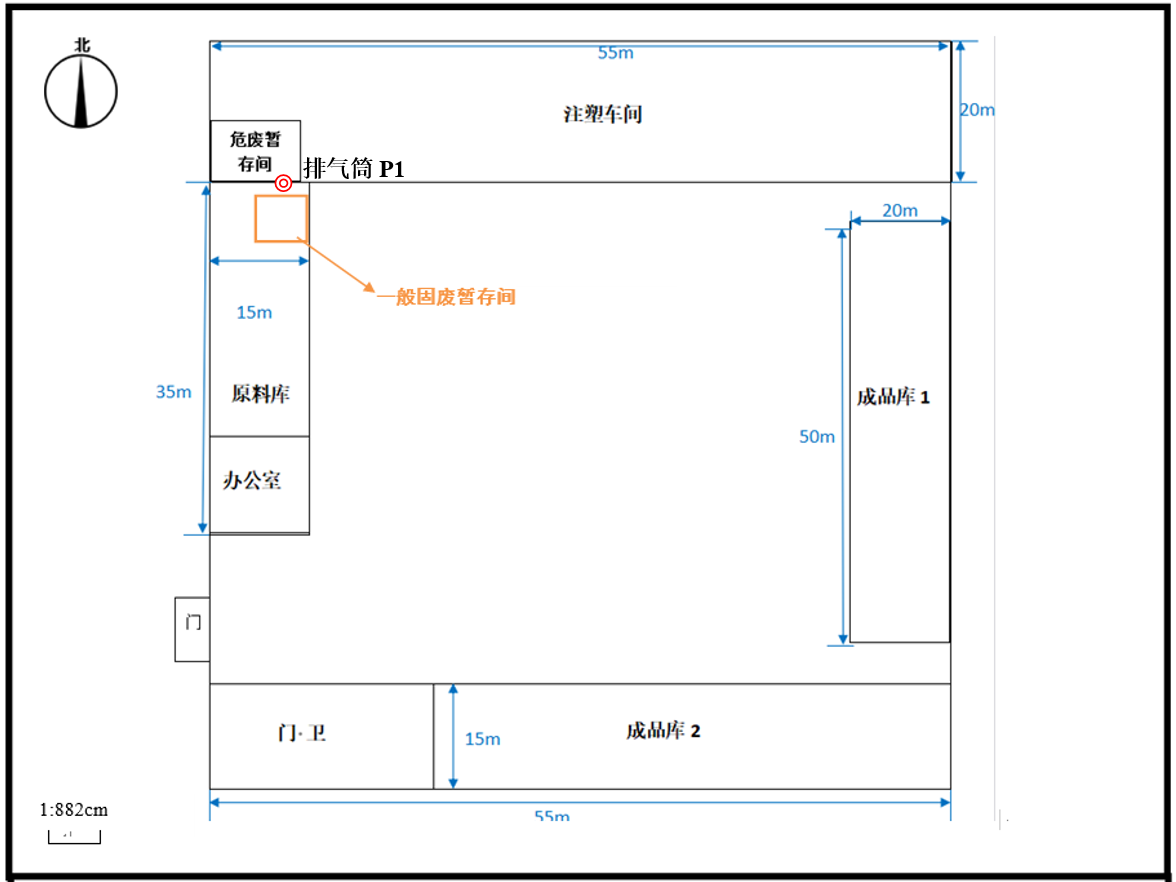 北
55m
注塑车间
20m
危废暂
存间
排气筒 P1
20m
15m
一般固废暂存间
35m
原料库
成品库 1
50m
办公室
门
门· 卫
15m
成品库 2
1:882cm
55m